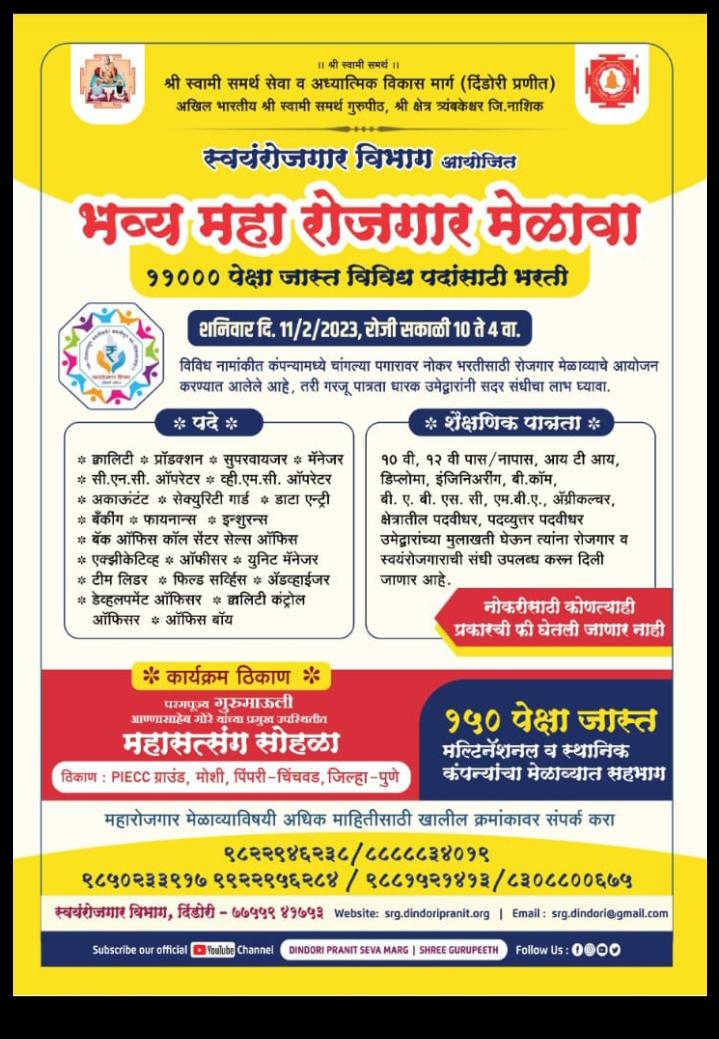 ।। श्री स्वामी समर्थ ।।
श्री स्वामी समर्थ सेवा व अध्यात्मिक विकास मार्ग (दिंडोरी प्रणीत)
अखिल भारतीय श्री स्वामी समर्थ गुरुपीठ, श्री क्षेत्र त्र्यंबकेश्वर जि.नाशिक
स्वयंरोजगार विभाग आयोजित
भव्य महा रोजगार मेळावा
११००० पेक्षा जास्त विविध पदांसाठी भरती
शनिवार दि. 11/2/2023, रोजी सकाळी 10 ते 4 वा.
विविध नामांकीत कंपन्यामध्ये चांगल्या पगारावर नोकर भरतीसाठी रोजगार मेळाव्याचे आयोजन
करण्यात आलेले आहे, तरी गरजू पात्रता धारक उमेद्वारांनी सदर संधीचा लाभ घ्यावा.
* पदे *
* क्वालिटी * प्रॉडक्शन * सुपरवायजर * मॅनेजर
* सी.एन.सी. ऑपरेटर * व्ही.एम.सी. ऑपरेटर
* अकाऊंटंट * सेक्युरिटी गार्ड * डाटा एन्ट्री
* बँकींग * फायनान्स * इन्शुरन्स
* बॅक ऑफिस कॉल सेंटर सेल्स ऑफिस
* एक्झीकेटिव्ह * ऑफीसर * युनिट मॅनेजर
* टीम लिडर * फिल्ड सर्व्हिस * ॲडव्हाईजर
* डेव्हलपमेंट ऑफिसर * क्वालिटी कंट्रोल
ऑफिसर * ऑफिस बॉय
* शैक्षणिक पात्रता *
१० वी, १२ वी पास/नापास, आय टी आय,
डिप्लोमा, इंजिनिअरींग, बी.कॉम,
बी. ए. बी. एस. सी, एम.बी.ए., ॲग्रीकल्चर,
क्षेत्रातील पदवीधर, पदव्युत्तर पदवीधर
उमेद्वारांच्या मुलाखती घेऊन त्यांना रोजगार व
स्वयंरोजगाराची संधी उपलब्ध करून दिली
जाणार आहे.
नोकरीसाठी कोणत्याही
प्रकारची फी घेतली जाणार नाही
* कार्यक्रम ठिकाण *
परमपूज्य गुरुमाऊली
आण्णासाहेब मोरे यांच्या प्रमुख उपस्थितीत
महासत्संग सोहळा
ठिकाण : PIECC ग्राउंड, मोशी, पिंपरी-चिंचवड, जिल्हा-पुणे
१५० पेक्षा जास्त
मल्टिनॅशनल व स्थानिक
कंपन्यांचा मेळाव्यात सहभाग
महारोजगार मेळाव्याविषयी अधिक माहितीसाठी खालील क्रमांकावर संपर्क करा
९८२२९४६२३८/८८८८८३४०१९
९८५०२३३९१७ ९९२२९५६२८४ / ९८८१५२१४१३/८३०८८००६७५
स्वयंरोजगार विभाग, दिंडोरी - ७७५५९ ४१७५३ Website: srg.dindoripranit.org | Email : srg.dindori@gmail.com
Subscribe our official YouTube Channel DINDORI PRANIT SEVA MARG | SHREE GURUPEETH Follow Us :